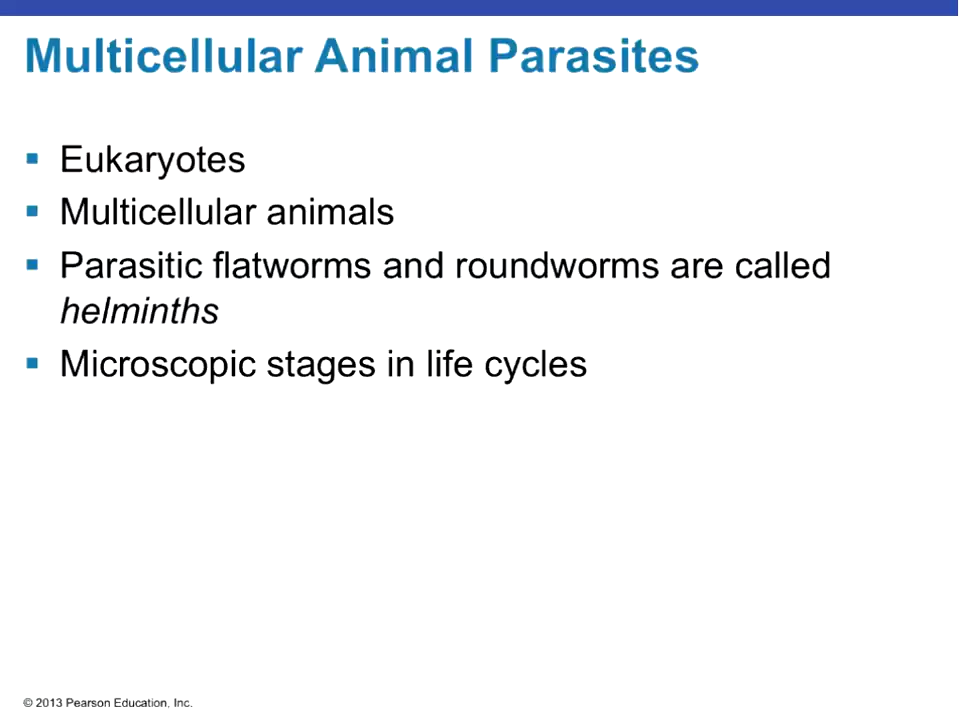 Multicellular Animal Parasites
▪ Eukaryotes
▪ Multicellular animals
▪ Parasitic flatworms and roundworms are called
helminths
▪ Microscopic stages in life cycles
© 2013 Pearson Education, Inc.